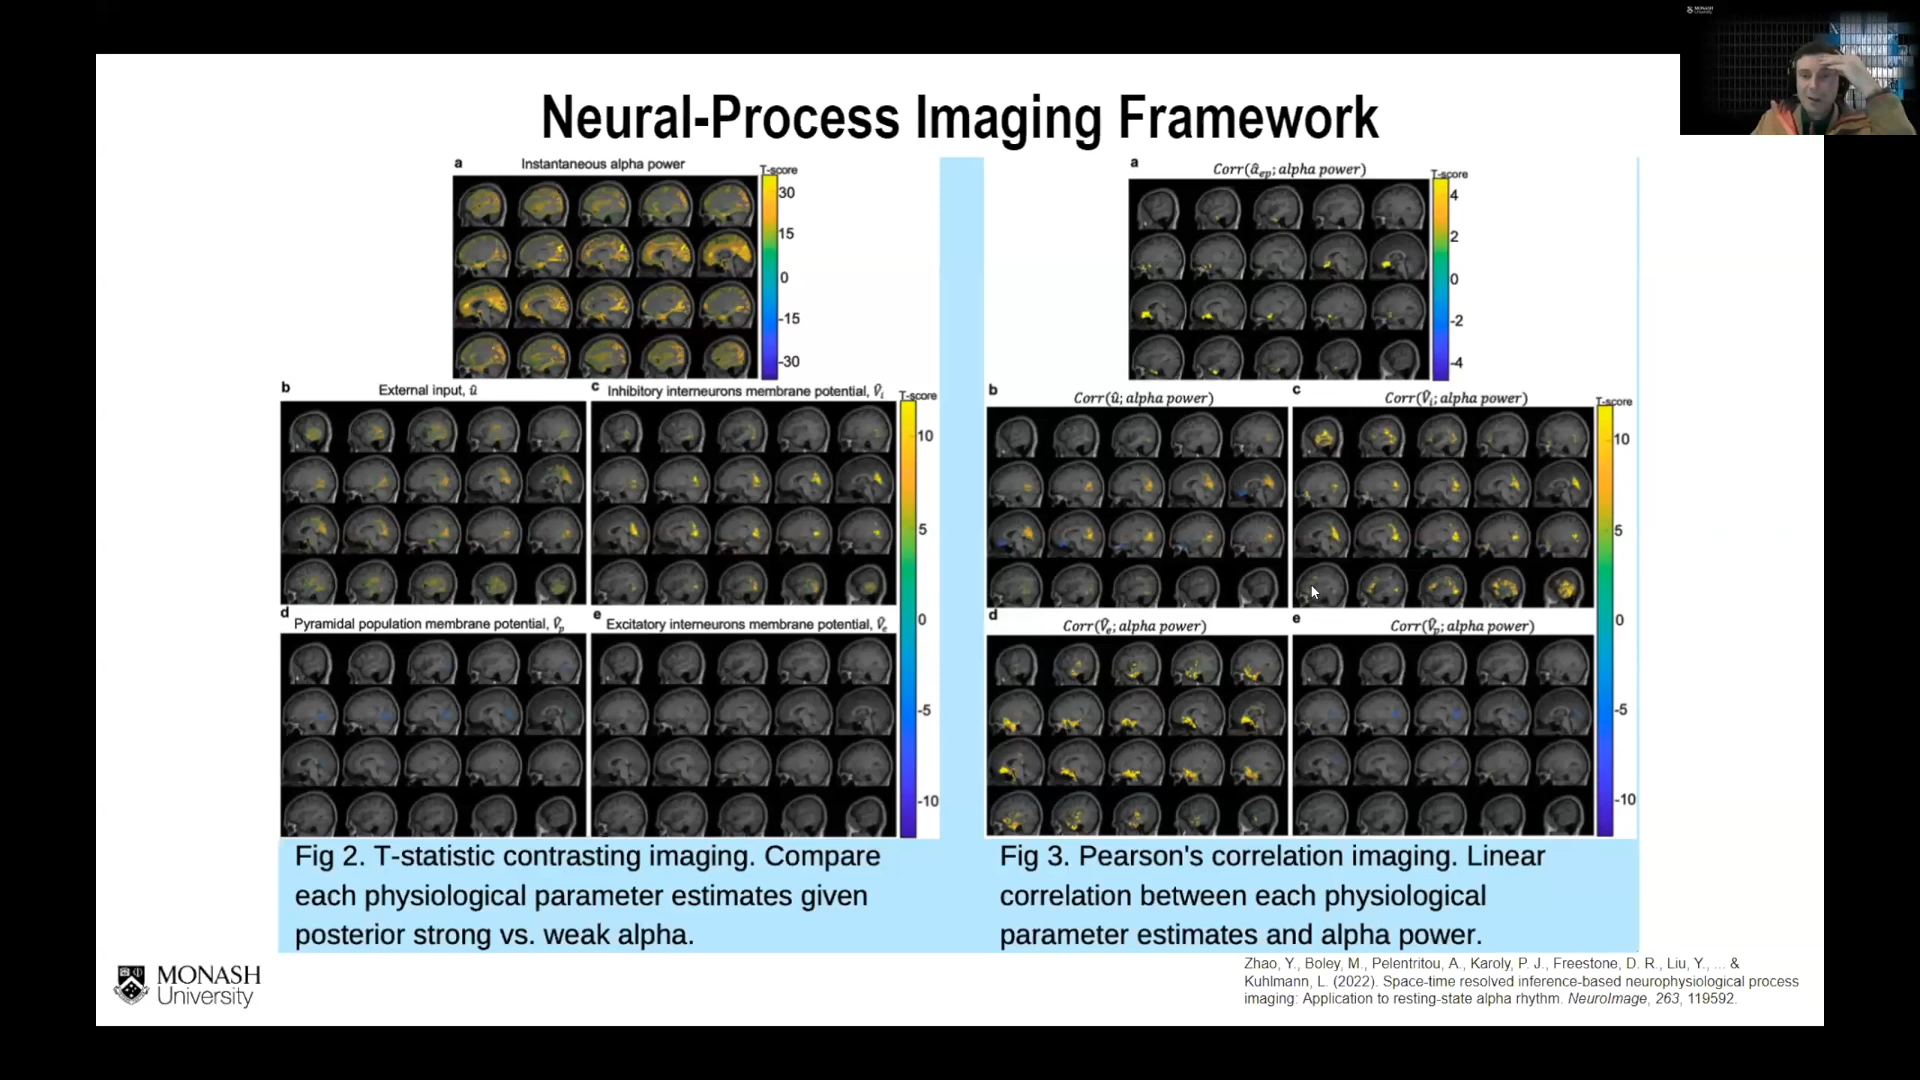 MONASH
University
Neural-Process Imaging Framework
a
Instantaneous alpha power
T-score
30
15
0
-15
-30
b
External input, û
c
Inhibitory interneurons membrane potential, V̂ᵢ
T-score
10
5
0
-5
-10
d
Pyramidal population membrane potential, V̂ₚ
e
Excitatory interneurons membrane potential, V̂ₑ
Fig 2. T-statistic contrasting imaging. Compare
each physiological parameter estimates given
posterior strong vs. weak alpha.
a
Corr(α̂ₑₚ; alpha power)
T-score
4
2
0
-2
-4
b
Corr(û; alpha power)
c
Corr(V̂ᵢ; alpha power)
T-score
10
5
0
-5
-10
d
Corr(V̂ₑ; alpha power)
e
Corr(V̂ₚ; alpha power)
Fig 3. Pearson's correlation imaging. Linear
correlation between each physiological
parameter estimates and alpha power.
MONASH
University
Zhao, Y., Boley, M., Pelentritou, A., Karoly, P. J., Freestone, D. R., Liu, Y., ... &
Kuhlmann, L. (2022). Space-time resolved inference-based neurophysiological process
imaging: Application to resting-state alpha rhythm. NeuroImage, 263, 119592.